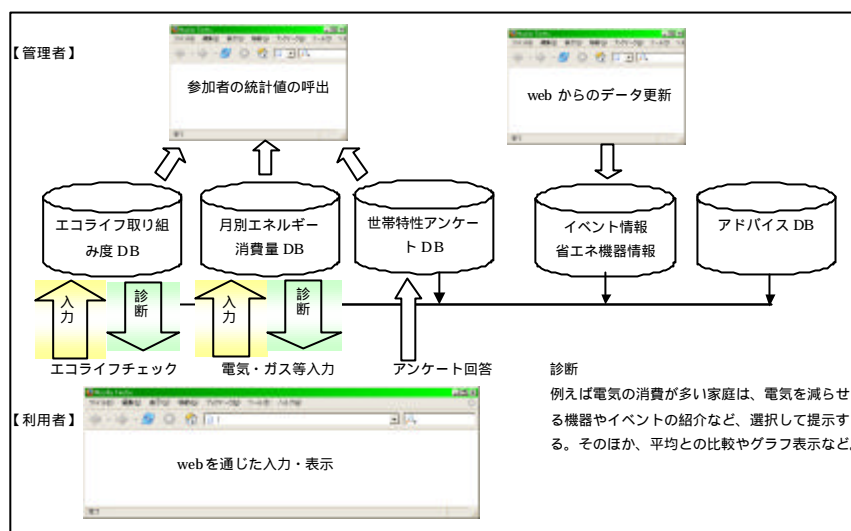 【管理者】
参加者の統計値の呼出
web からのデータ更新
エコライフ取り組
み度 DB
月別エネルギー
消費量 DB
世帯特性アンケー
ト DB
イベント情報
省エネ機器情報
アドバイス DB
入力
診断
入力
診断
エコライフチェック
電気・ガス等入力
アンケート回答
診断
例えば電気の消費が多い家庭は、電気を減らせ
る機器やイベントの紹介など、選択して提示す
る。そのほか、平均との比較やグラフ表示など。
【利用者】
webを通じた入力・表示